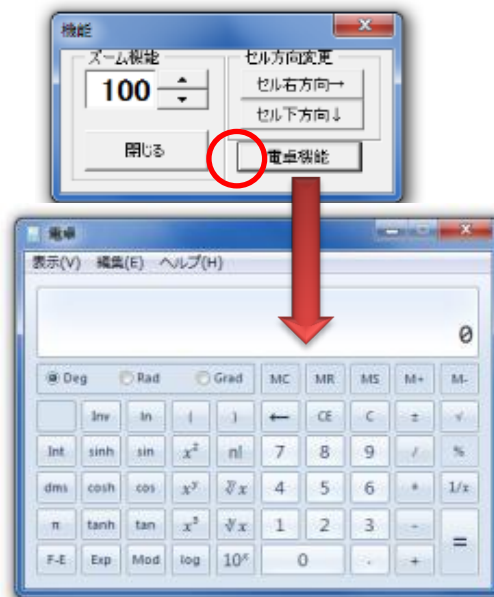 機能
ズーム機能
セル方向変更
100
セル右方向→
セル下方向↓
閉じる
電卓機能
電卓
表示(V) 編集(E) ヘルプ(H)
0
Deg Rad Grad MC MR MS M+ M-
Inv ln ( ) ← CE C ± √
Int sinh sin x² n! 7 8 9 / %
dms cosh cos xʸ ʸ√x 4 5 6 * 1/x
π tanh tan x³ ³√x 1 2 3 - =
F-E Exp Mod log 10ˣ 0 . +